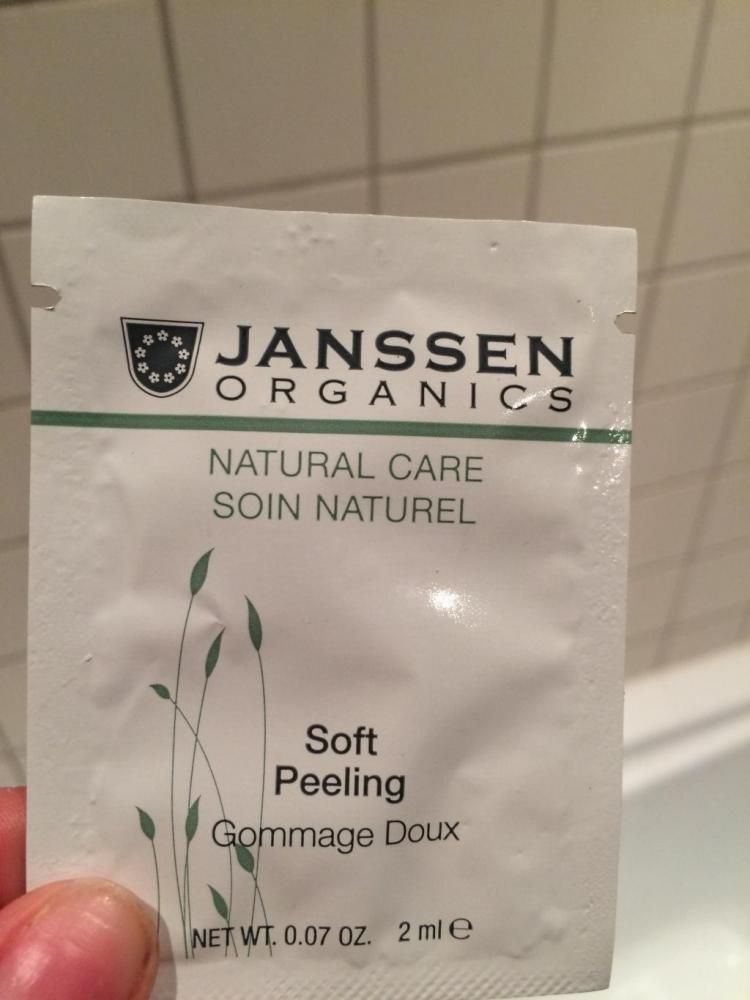 JANSSEN
ORGANICS
NATURAL CARE
SOIN NATUREL
Soft
Peeling
Gommage Doux
NET WT. 0.07 OZ. 2 ml ℮